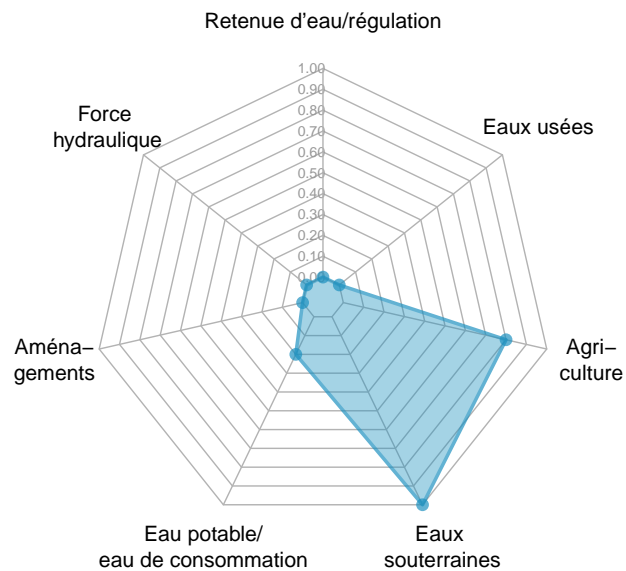 Retenue d'eau/régulation
1.00
0.90
0.80
0.70
0.60
0.50
0.40
0.30
0.20
0.10
0.0
Force
hydraulique
Eaux usées
Aména–
gements
Agri–
culture
Eau potable/
eau de consommation
Eaux
souterraines